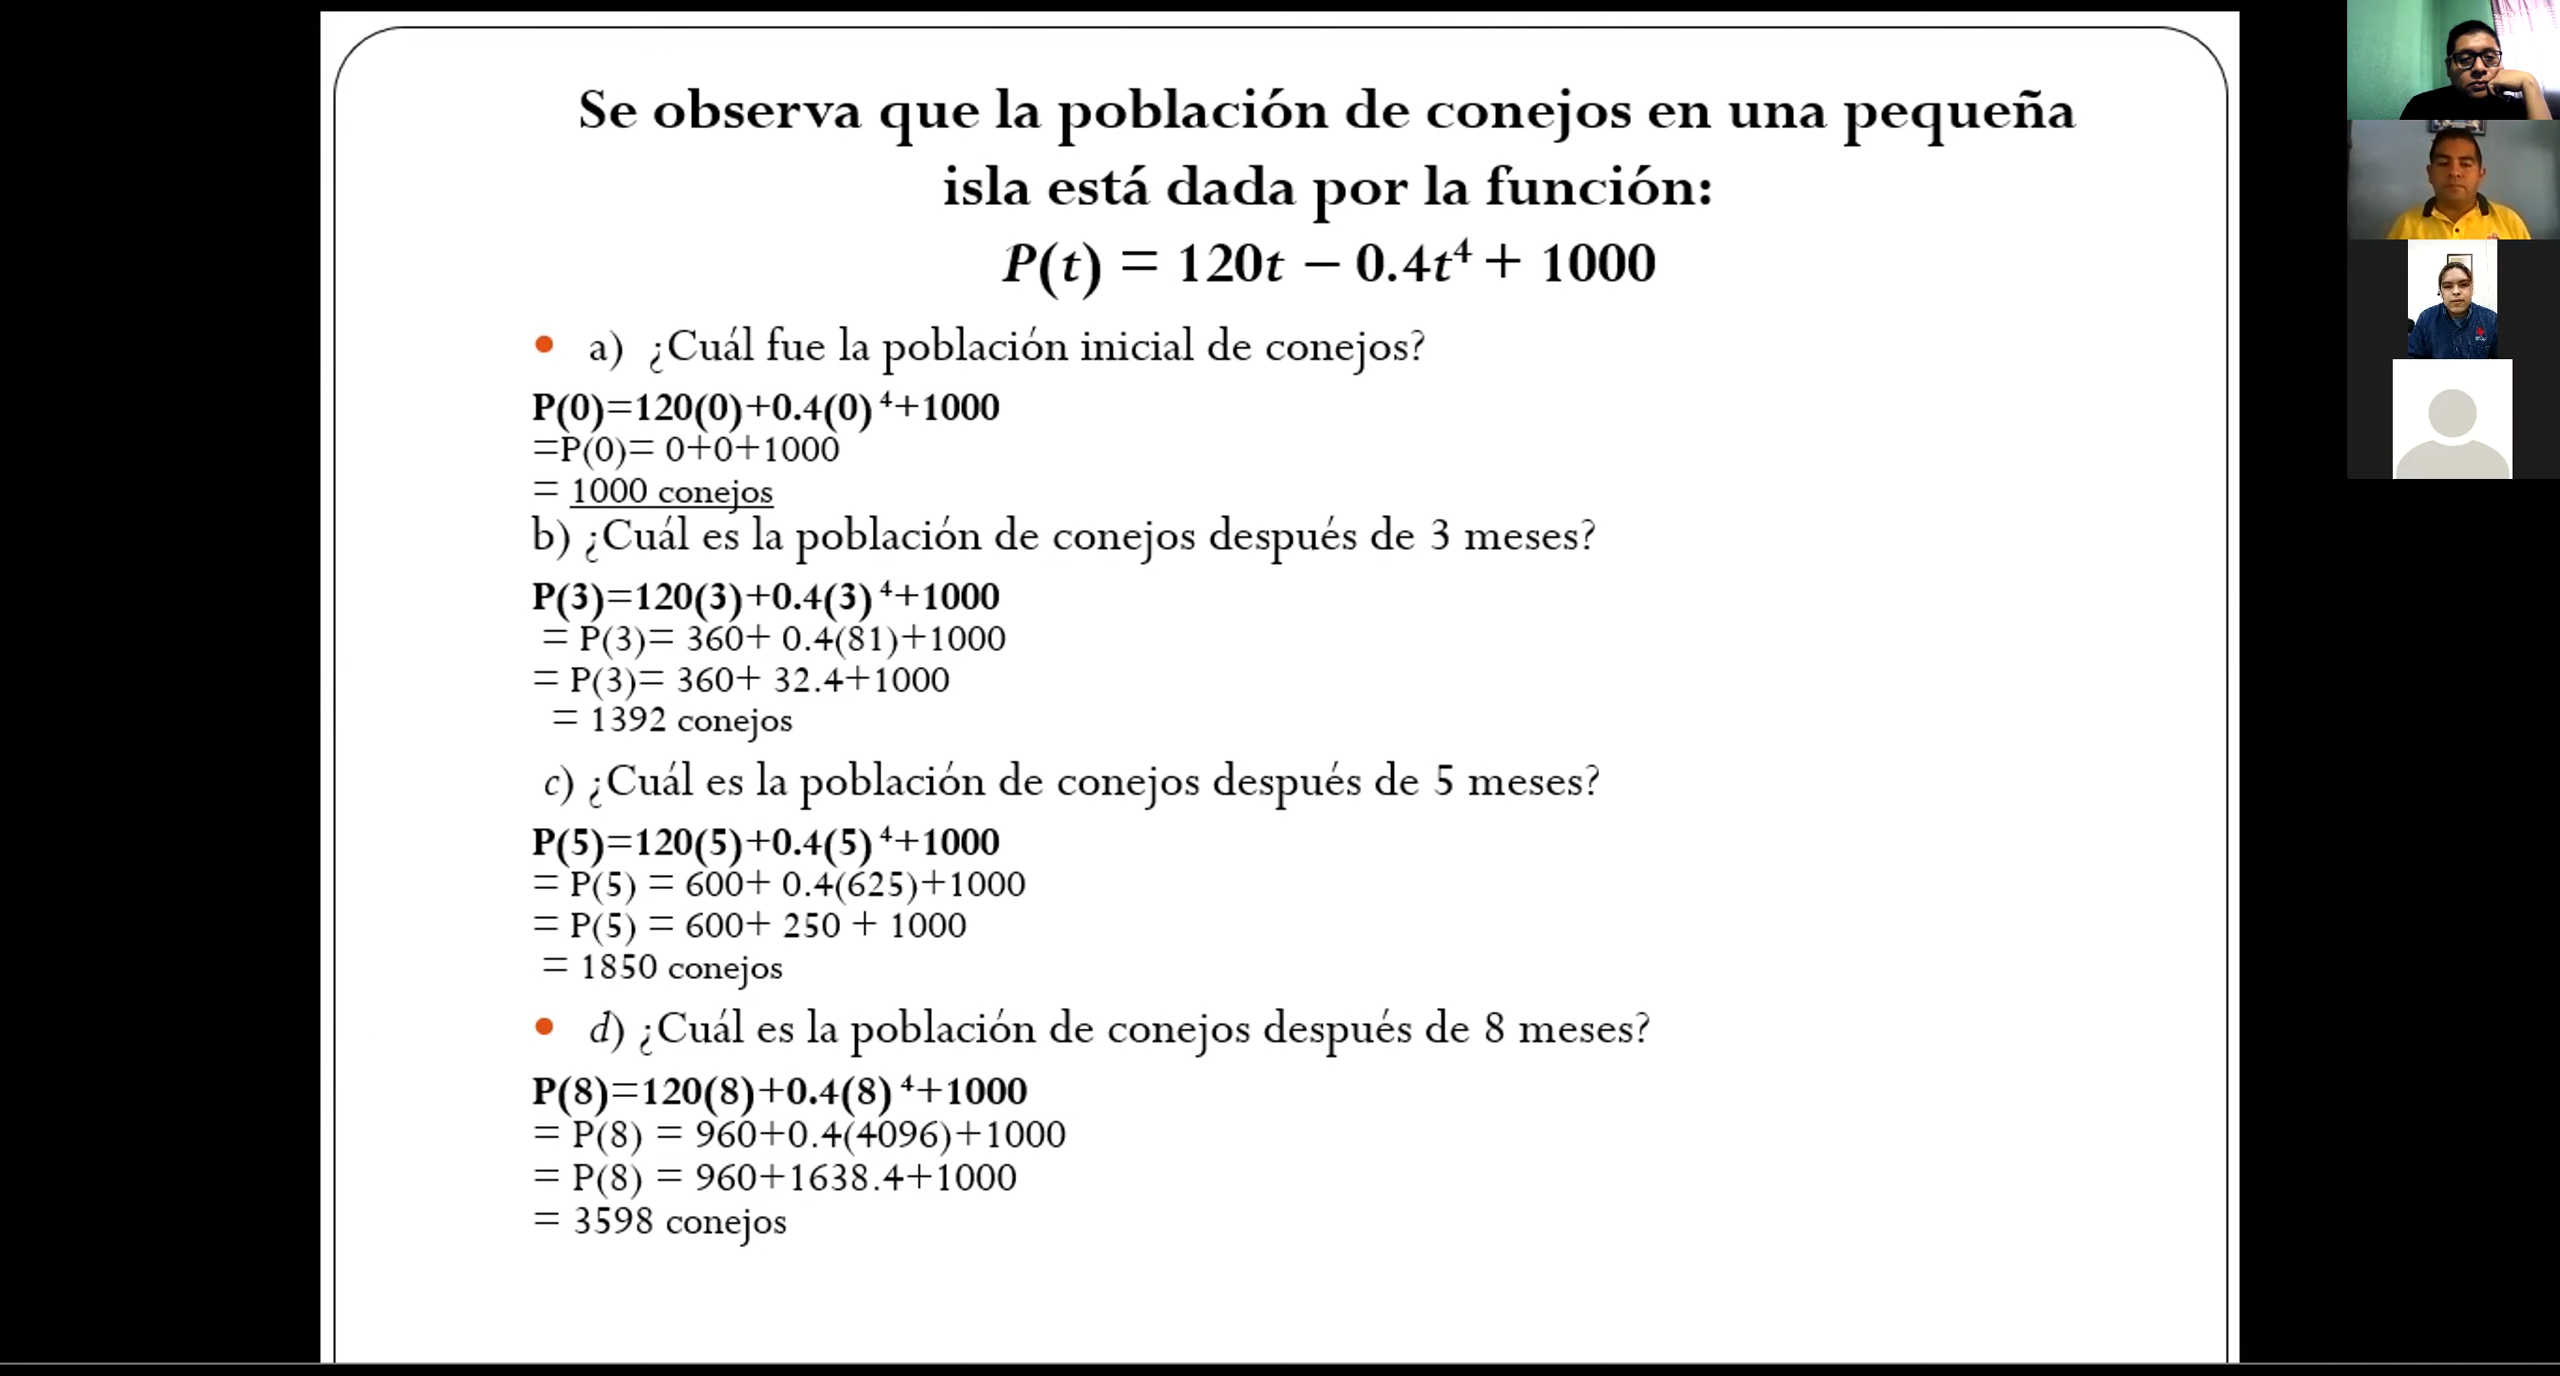 Se observa que la población de conejos en una pequeña
isla está dada por la función:
P(t) = 120t − 0.4t⁴ + 1000
• a) ¿Cuál fue la población inicial de conejos?
P(0)=120(0)+0.4(0) ⁴+1000
=P(0)= 0+0+1000
= 1000 conejos
b) ¿Cuál es la población de conejos después de 3 meses?
P(3)=120(3)+0.4(3) ⁴+1000
= P(3)= 360+ 0.4(81)+1000
= P(3)= 360+ 32.4+1000
= 1392 conejos
c) ¿Cuál es la población de conejos después de 5 meses?
P(5)=120(5)+0.4(5) ⁴+1000
= P(5) = 600+ 0.4(625)+1000
= P(5) = 600+ 250 + 1000
= 1850 conejos
• d) ¿Cuál es la población de conejos después de 8 meses?
P(8)=120(8)+0.4(8) ⁴+1000
= P(8) = 960+0.4(4096)+1000
= P(8) = 960+1638.4+1000
= 3598 conejos